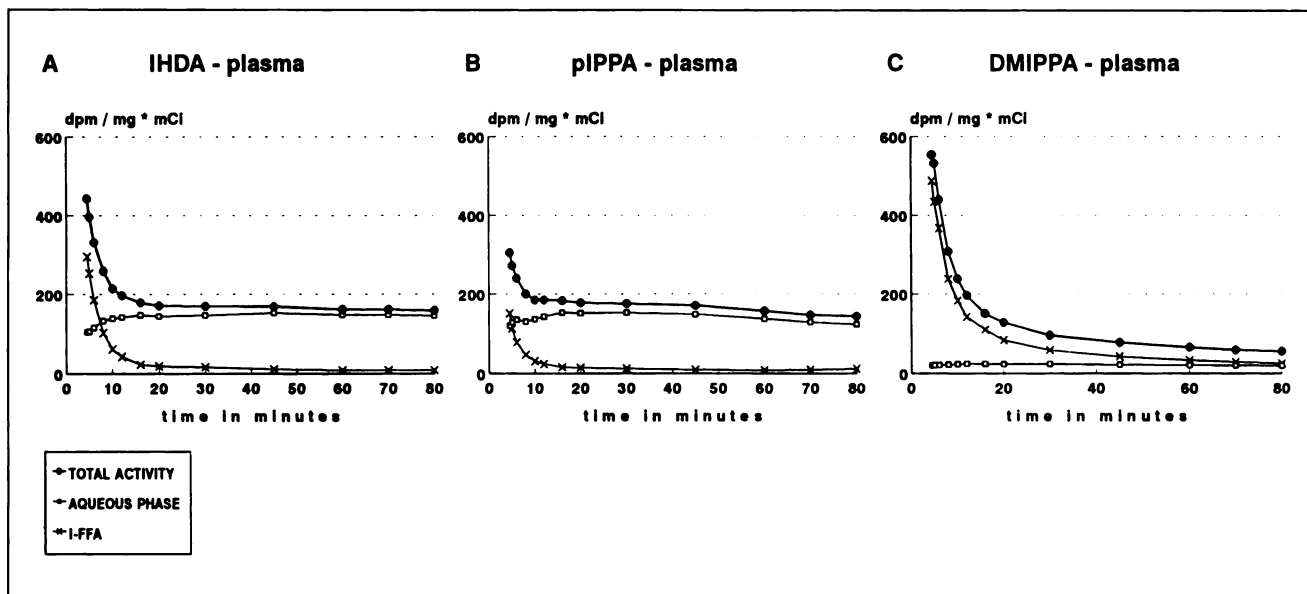 A IHDA - plasma
B pIPPA - plasma
C DMIPPA - plasma
dpm / mg * mCI
dpm / mg * mCI
dpm / mg * mCI
600
400
200
0
0 10 20 30 40 50 60 70 80
time in minutes
600
400
200
0
0 10 20 30 40 50 60 70 80
time in minutes
600
400
200
0
0 20 40 60 80
time in minutes
TOTAL ACTIVITY
AQUEOUS PHASE
I-FFA